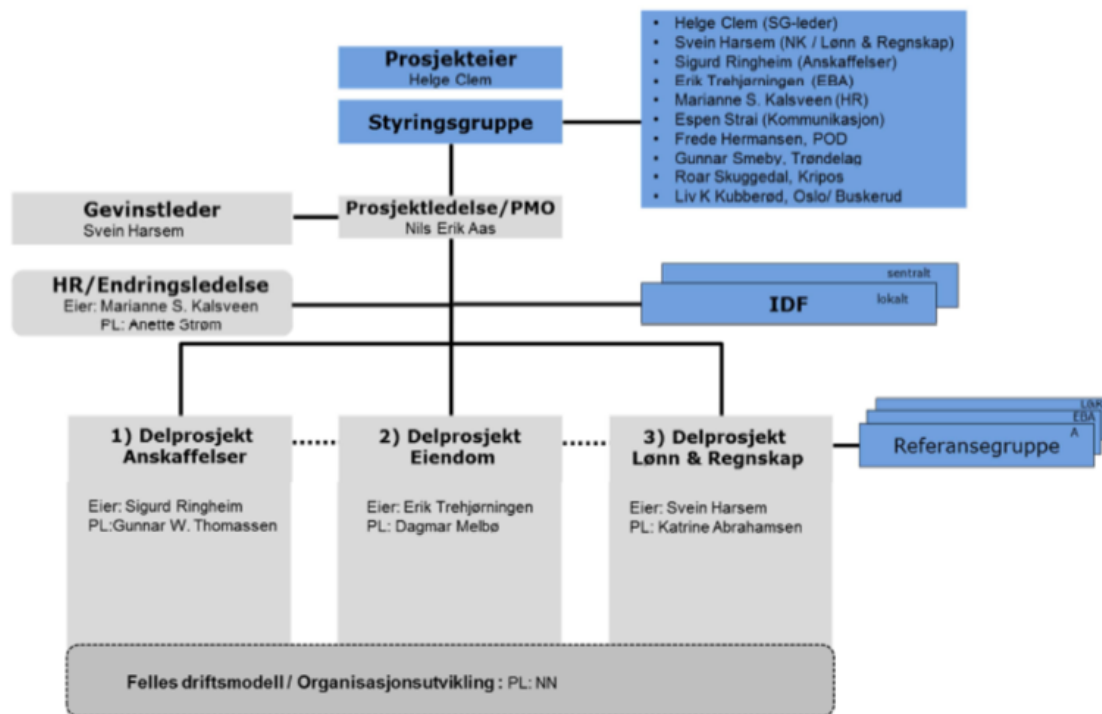 Prosjekteier
Helge Clem
Styringsgruppe
• Helge Clem (SG-leder)
• Svein Harsem (NK / Lønn & Regnskap)
• Sigurd Ringheim (Anskaffelser)
• Erik Trehjørningen (EBA)
• Marianne S. Kalsveen (HR)
• Espen Strai (Kommunikasjon)
• Frede Hermansen, POD
• Gunnar Smeby, Trøndelag
• Roar Skuggedal, Kripos
• Liv K Kubberød, Oslo/ Buskerud
Gevinstleder
Svein Harsem
Prosjektledelse/PMO
Nils Erik Aas
HR/Endringsledelse
Eier: Marianne S. Kalsveen
PL: Anette Strøm
sentralt
lokalt
IDF
1) Delprosjekt
Anskaffelser
Eier: Sigurd Ringheim
PL:Gunnar W. Thomassen
2) Delprosjekt
Eiendom
Eier: Erik Trehjørningen
PL: Dagmar Melbø
3) Delprosjekt
Lønn & Regnskap
Eier: Svein Harsem
PL: Katrine Abrahamsen
EBA
A
Referansegruppe
Felles driftsmodell / Organisasjonsutvikling : PL: NN